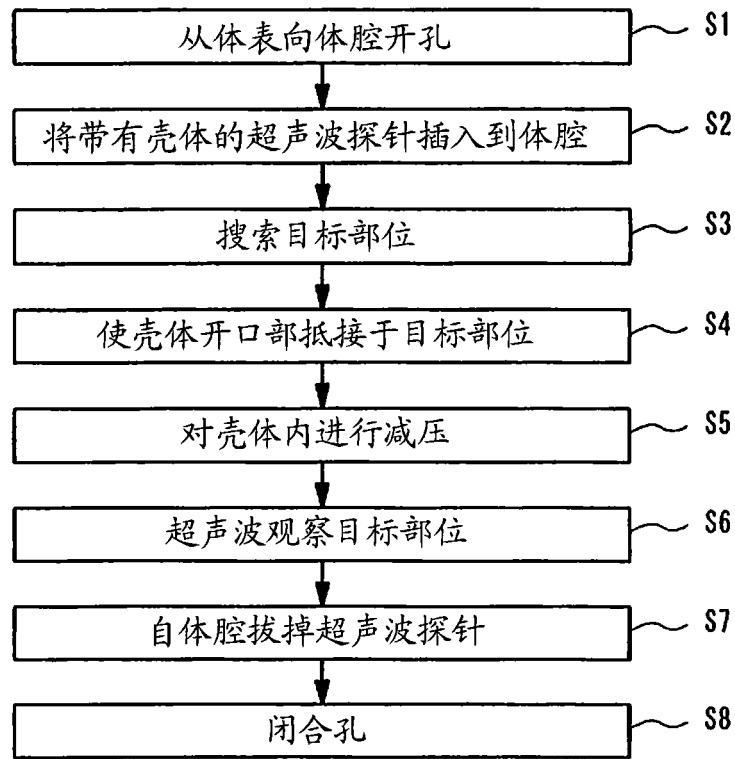 从体表向体腔开孔 S1
将带有壳体的超声波探针插入到体腔 S2
搜索目标部位 S3
使壳体开口部抵接于目标部位 S4
对壳体内进行减压 S5
超声波观察目标部位 S6
自体腔拔掉超声波探针 S7
闭合孔 S8